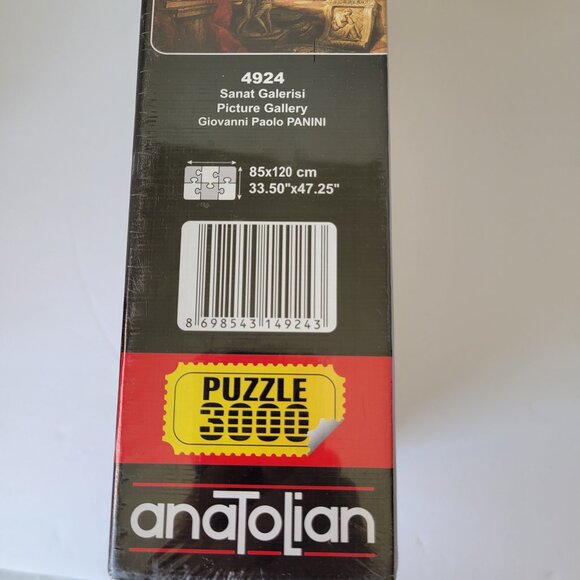 4924
Sanat Galerisi
Picture Gallery
Giovanni Paolo PANINI
85x120 cm
33.50"x47.25"
8 698543 149243
PUZZLE
3000
anaTolian